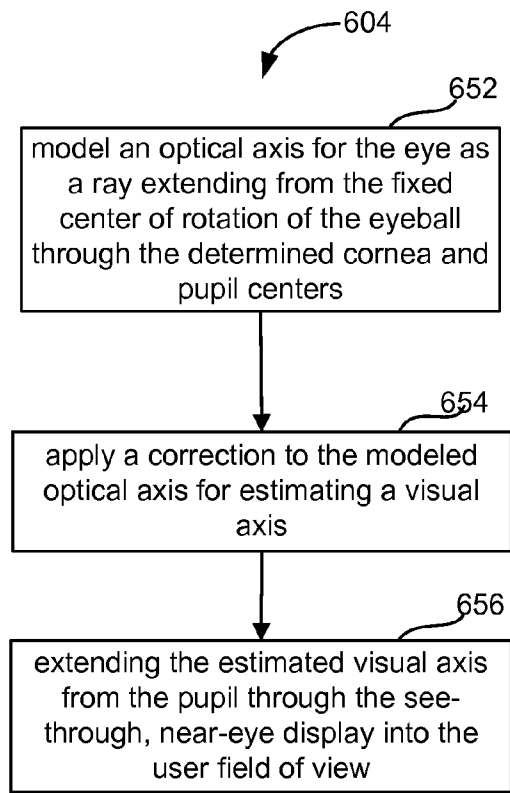 604
652
model an optical axis for the eye as
a ray extending from the fixed
center of rotation of the eyeball
through the determined cornea and
pupil centers
654
apply a correction to the modeled
optical axis for estimating a visual
axis
656
extending the estimated visual axis
from the pupil through the see-
through, near-eye display into the
user field of view